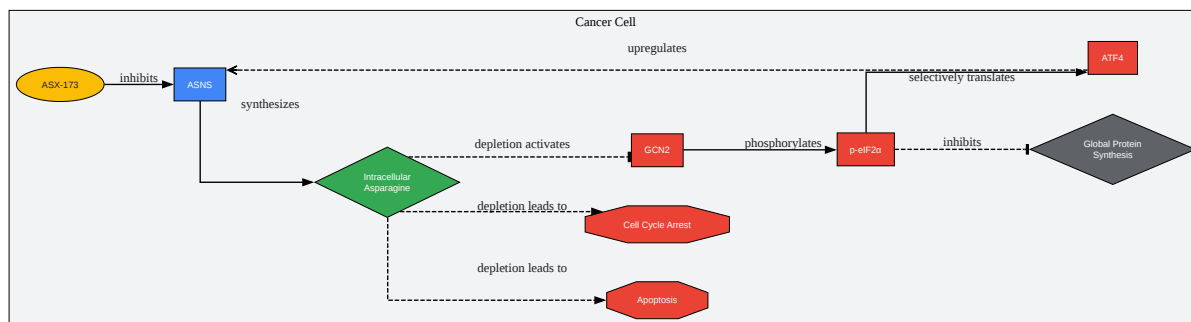 Cancer Cell
upregulates
ATF4
ASX-173
inhibits
ASNS
selectively translates
synthesizes
depletion activates
GCN2
phosphorylates
p-eIF2α
inhibits
Global Protein
Synthesis
Intracellular
Asparagine
depletion leads to
Cell Cycle Arrest
depletion leads to
Apoptosis